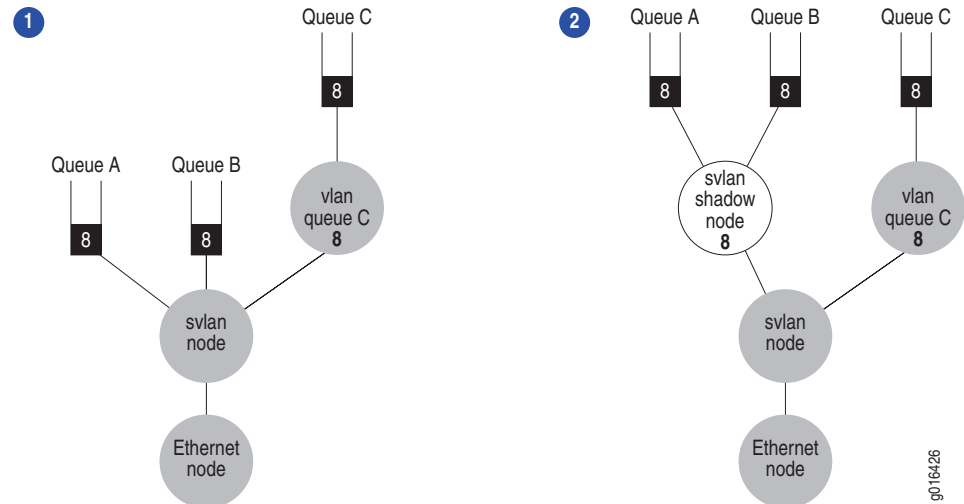 1
Queue C
8
Queue A
Queue B
8
8
vlan
queue C
8
svlan
node
Ethernet
node
2
Queue A
Queue B
Queue C
8
8
8
svlan
shadow
node
8
vlan
queue C
8
svlan
node
Ethernet
node
g016426